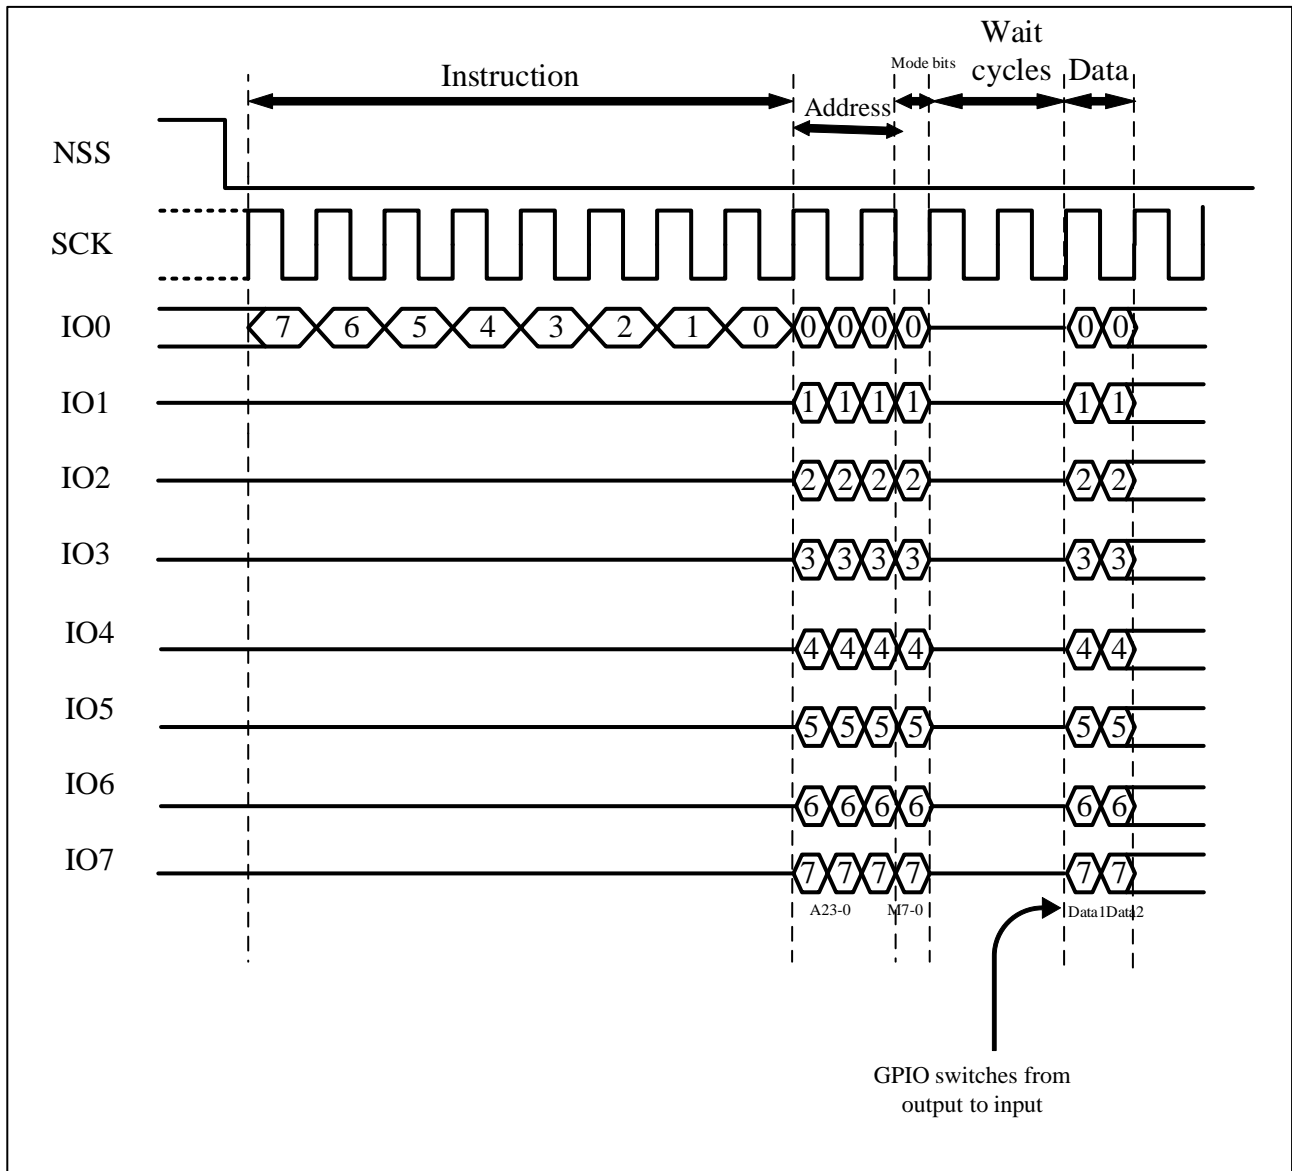 Wait
Mode bits cycles Data
Instruction
Address
NSS
SCK
IO0 7 6 5 4 3 2 1 0 0 0 0 0 0 0
IO1 1 1 1 1 1 1
IO2 2 2 2 2 2 2
IO3 3 3 3 3 3 3
IO4 4 4 4 4 4 4
IO5 5 5 5 5 5 5
IO6 6 6 6 6 6 6
IO7 7 7 7 7 7 7
A23-0 M7-0 Data1 Data2
GPIO switches from
output to input